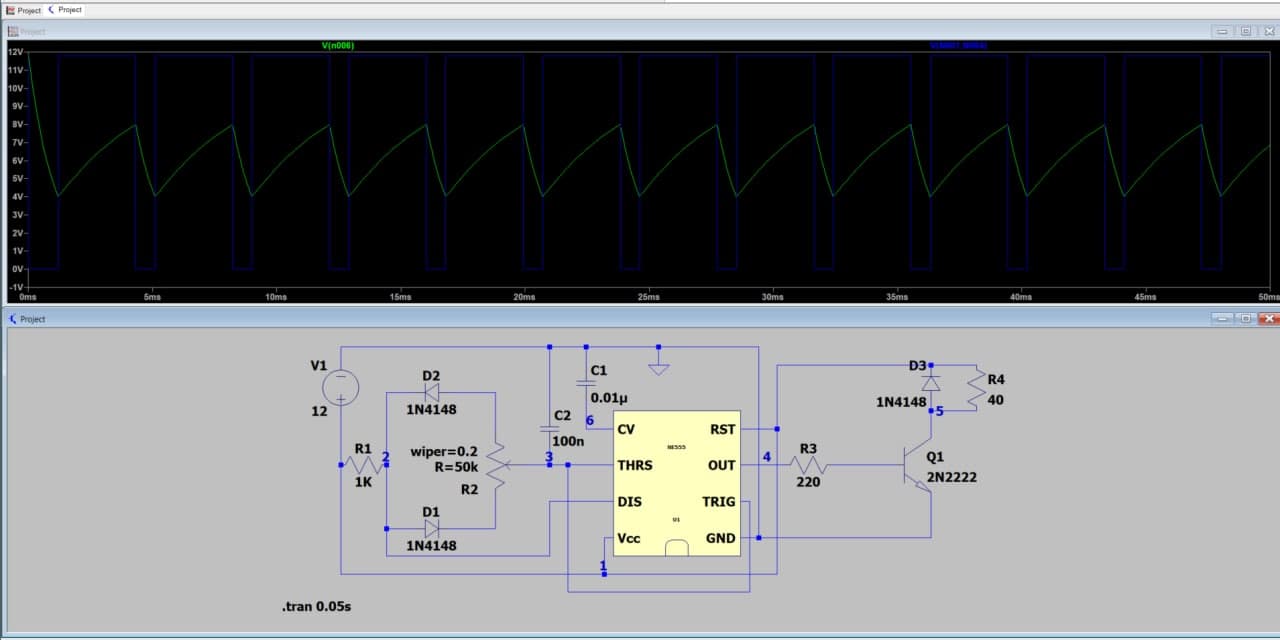 Project Project
Project
V(n006)
12V
11V
10V
9V
8V
7V
6V
5V
4V
3V
2V
1V
0V
-1V
0ms 5ms 10ms 15ms 20ms 25ms 30ms 35ms 40ms 45ms 50ms
Project
V1
12
D2
1N4148
C1
0.01µ
6
C2
100n
3
R1
1K
2
wiper=0.2
R=50k
R2
D1
1N4148
CV
THRS
DIS
Vcc
NE555
U1
RST
OUT
TRIG
GND
1
4
R3
220
D3
1N4148
5
R4
40
Q1
2N2222
.tran 0.05s